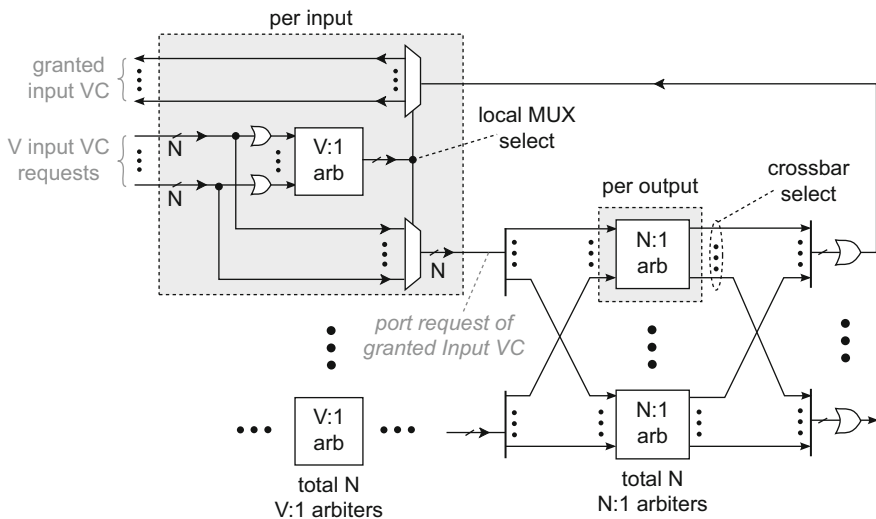 per input
granted
input VC
V input VC
requests
N
N
V:1
arb
local MUX
select
N
port request of
granted Input VC
per output
N:1
arb
crossbar
select
V:1
arb
total N
V:1 arbiters
N:1
arb
total N
N:1 arbiters